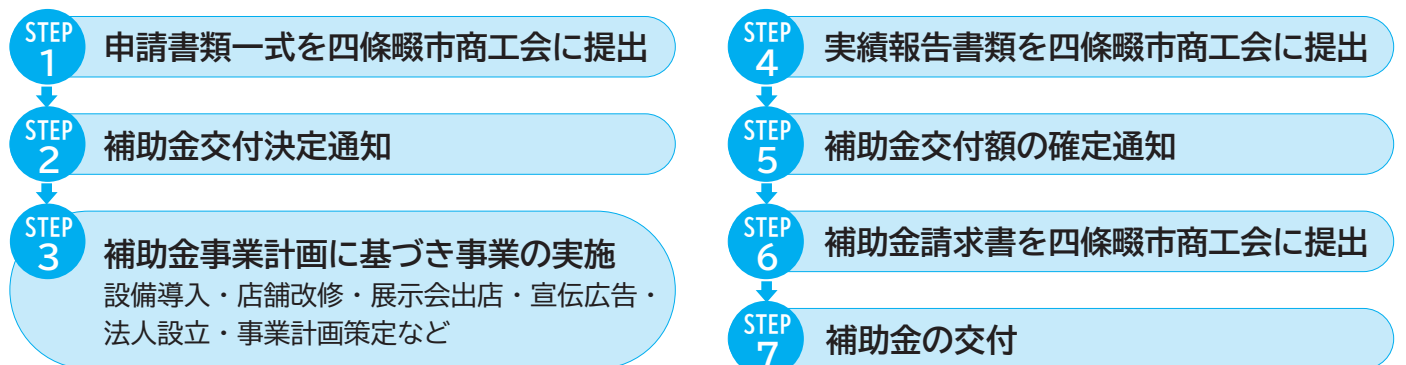 STEP
1
申請書類一式を四條畷市商工会に提出
STEP
2
補助金交付決定通知
STEP
3
補助金事業計画に基づき事業の実施
設備導入・店舗改修・展示会出店・宣伝広告・
法人設立・事業計画策定など
STEP
4
実績報告書類を四條畷市商工会に提出
STEP
5
補助金交付額の確定通知
STEP
6
補助金請求書を四條畷市商工会に提出
STEP
7
補助金の交付